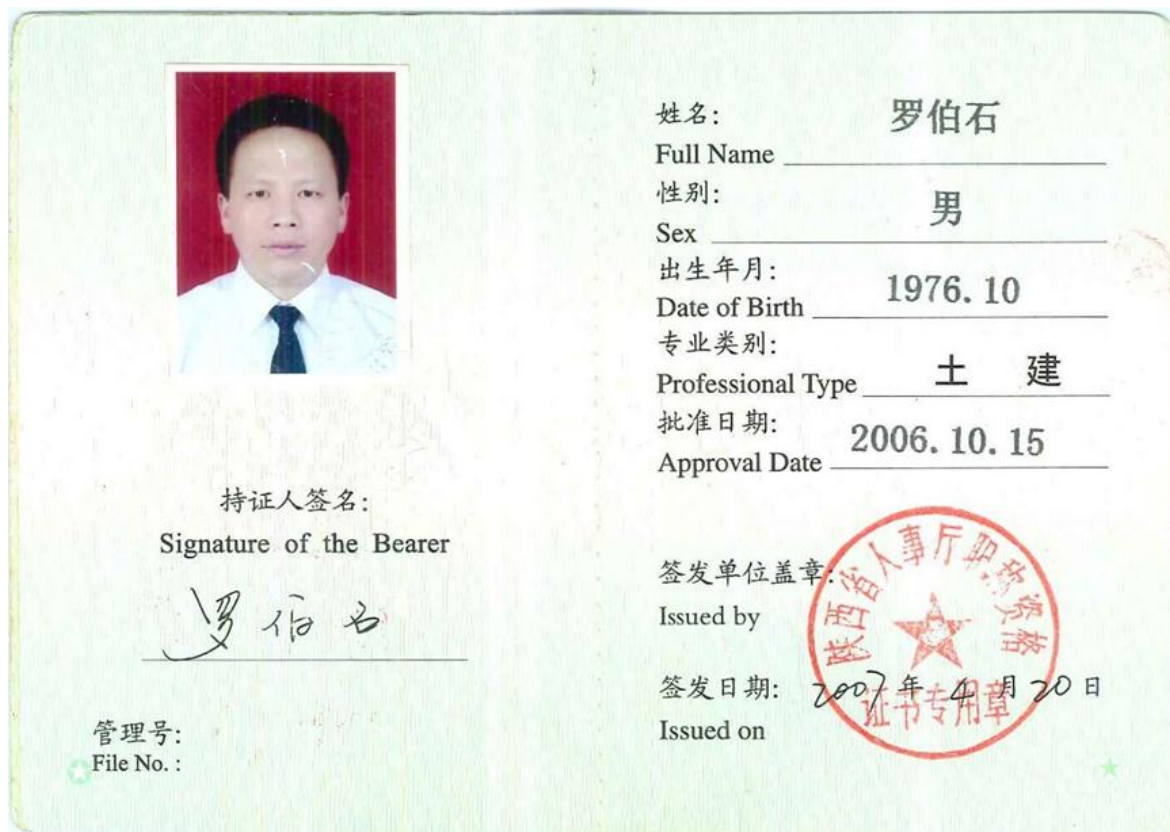 持证人签名:
Signature of the Bearer
罗伯石
管理号:
File No. :
姓名: 罗伯石
Full Name
性别: 男
Sex
出生年月: 1976.10
Date of Birth
专业类别: 土 建
Professional Type
批准日期: 2006.10.15
Approval Date
签发单位盖章:
Issued by
陕西省人事厅职称资格
证书专用章
签发日期: 2007年 4月 20日
Issued on